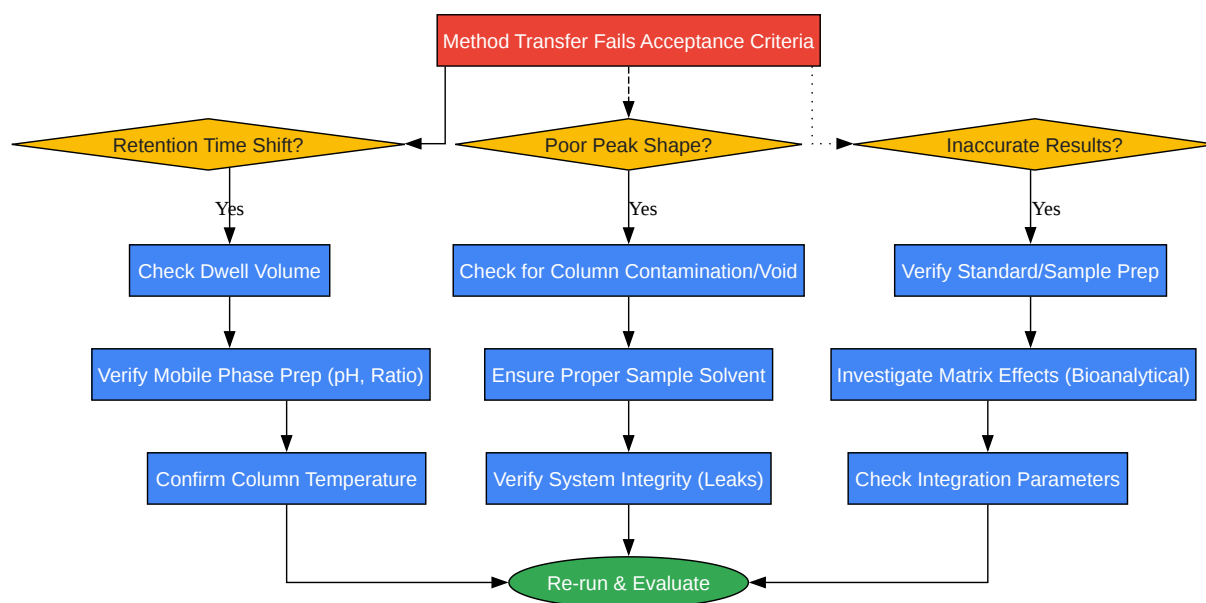 Method Transfer Fails Acceptance Criteria
Retention Time Shift?
Poor Peak Shape?
Inaccurate Results?
Yes
Yes
Yes
Check Dwell Volume
Check for Column Contamination/Void
Verify Standard/Sample Prep
Verify Mobile Phase Prep (pH, Ratio)
Ensure Proper Sample Solvent
Investigate Matrix Effects (Bioanalytical)
Confirm Column Temperature
Verify System Integrity (Leaks)
Check Integration Parameters
Re-run & Evaluate